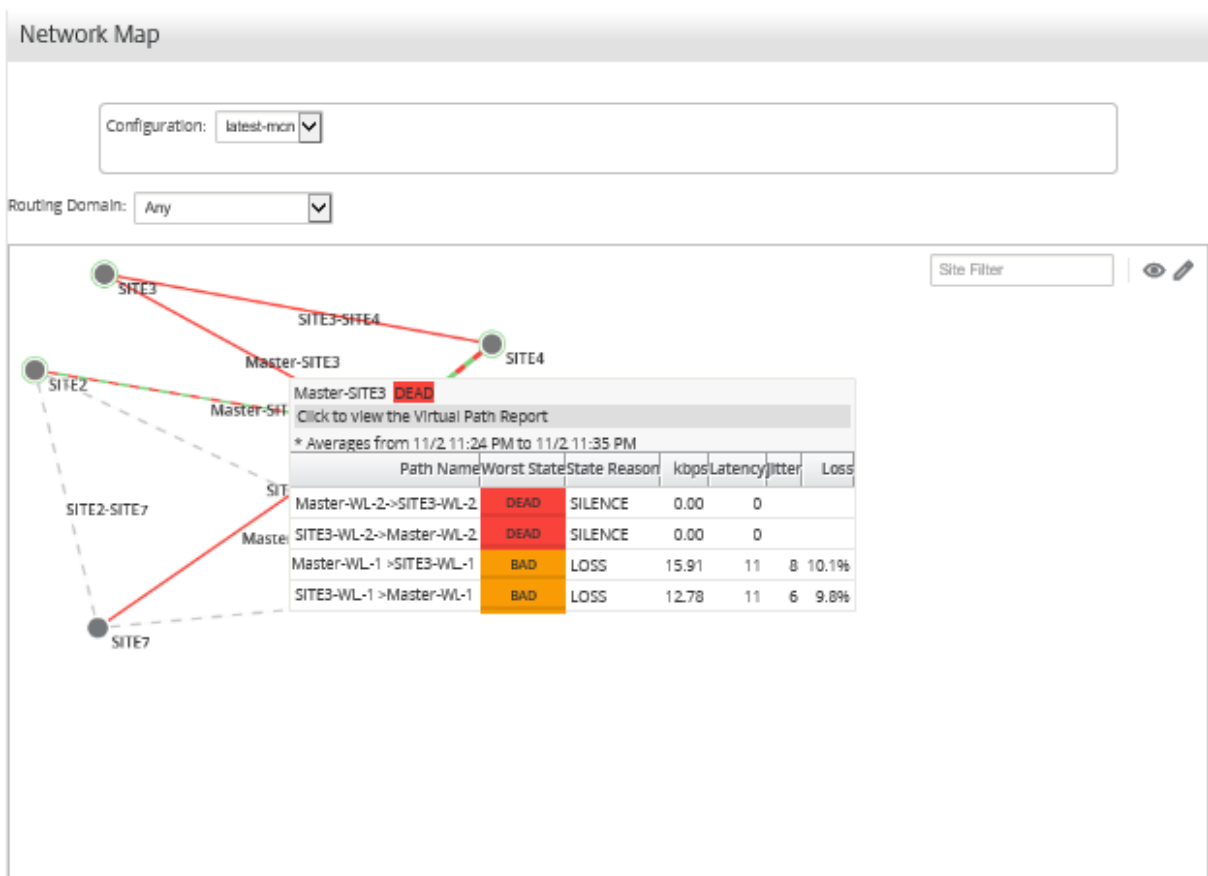 Network Map
Configuration: latest-mcn
Routing Domain: Any
Site Filter
SITE3
SITE3-SITE4
SITE4
Master-SITE3
SITE2
Master-SIT
SIT
SITE2-SITE7
Maste
SITE7
Master-SITE3 DEAD
Click to view the Virtual Path Report
* Averages from 11/2 11:24 PM to 11/2 11:35 PM
Path Name Worst State State Reason kbps Latency Jitter Loss
Master-WL-2->SITE3-WL-2 DEAD SILENCE 0.00 0
SITE3-WL-2->Master-WL-2 DEAD SILENCE 0.00 0
Master-WL-1 >SITE3-WL-1 BAD LOSS 15.91 11 8 10.1%
SITE3-WL-1 >Master-WL-1 BAD LOSS 12.78 11 6 9.8%